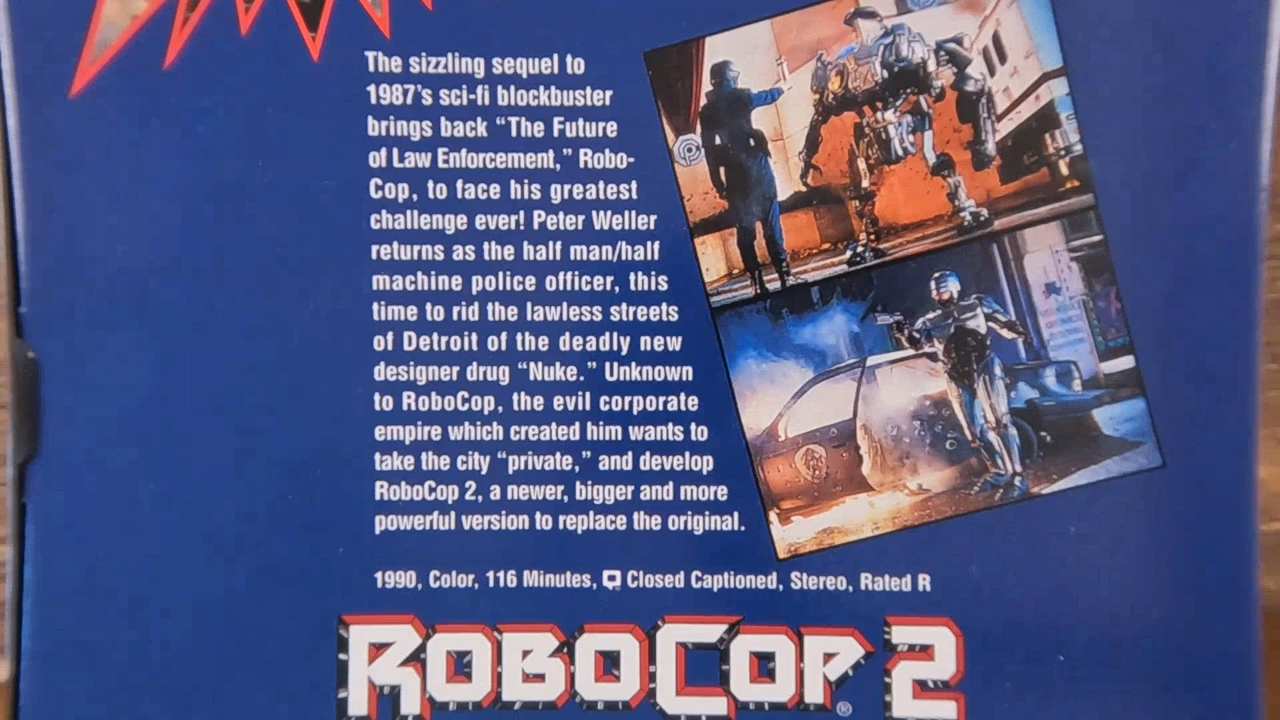 The sizzling sequel to
1987's sci-fi blockbuster
brings back “The Future
of Law Enforcement,” Robo-
Cop, to face his greatest
challenge ever! Peter Weller
returns as the half man/half
machine police officer, this
time to rid the lawless streets
of Detroit of the deadly new
designer drug “Nuke.” Unknown
to RoboCop, the evil corporate
empire which created him wants to
take the city “private,” and develop
RoboCop 2, a newer, bigger and more
powerful version to replace the original.
1990, Color, 116 Minutes, Closed Captioned, Stereo, Rated R
ROBOCOP 2
®